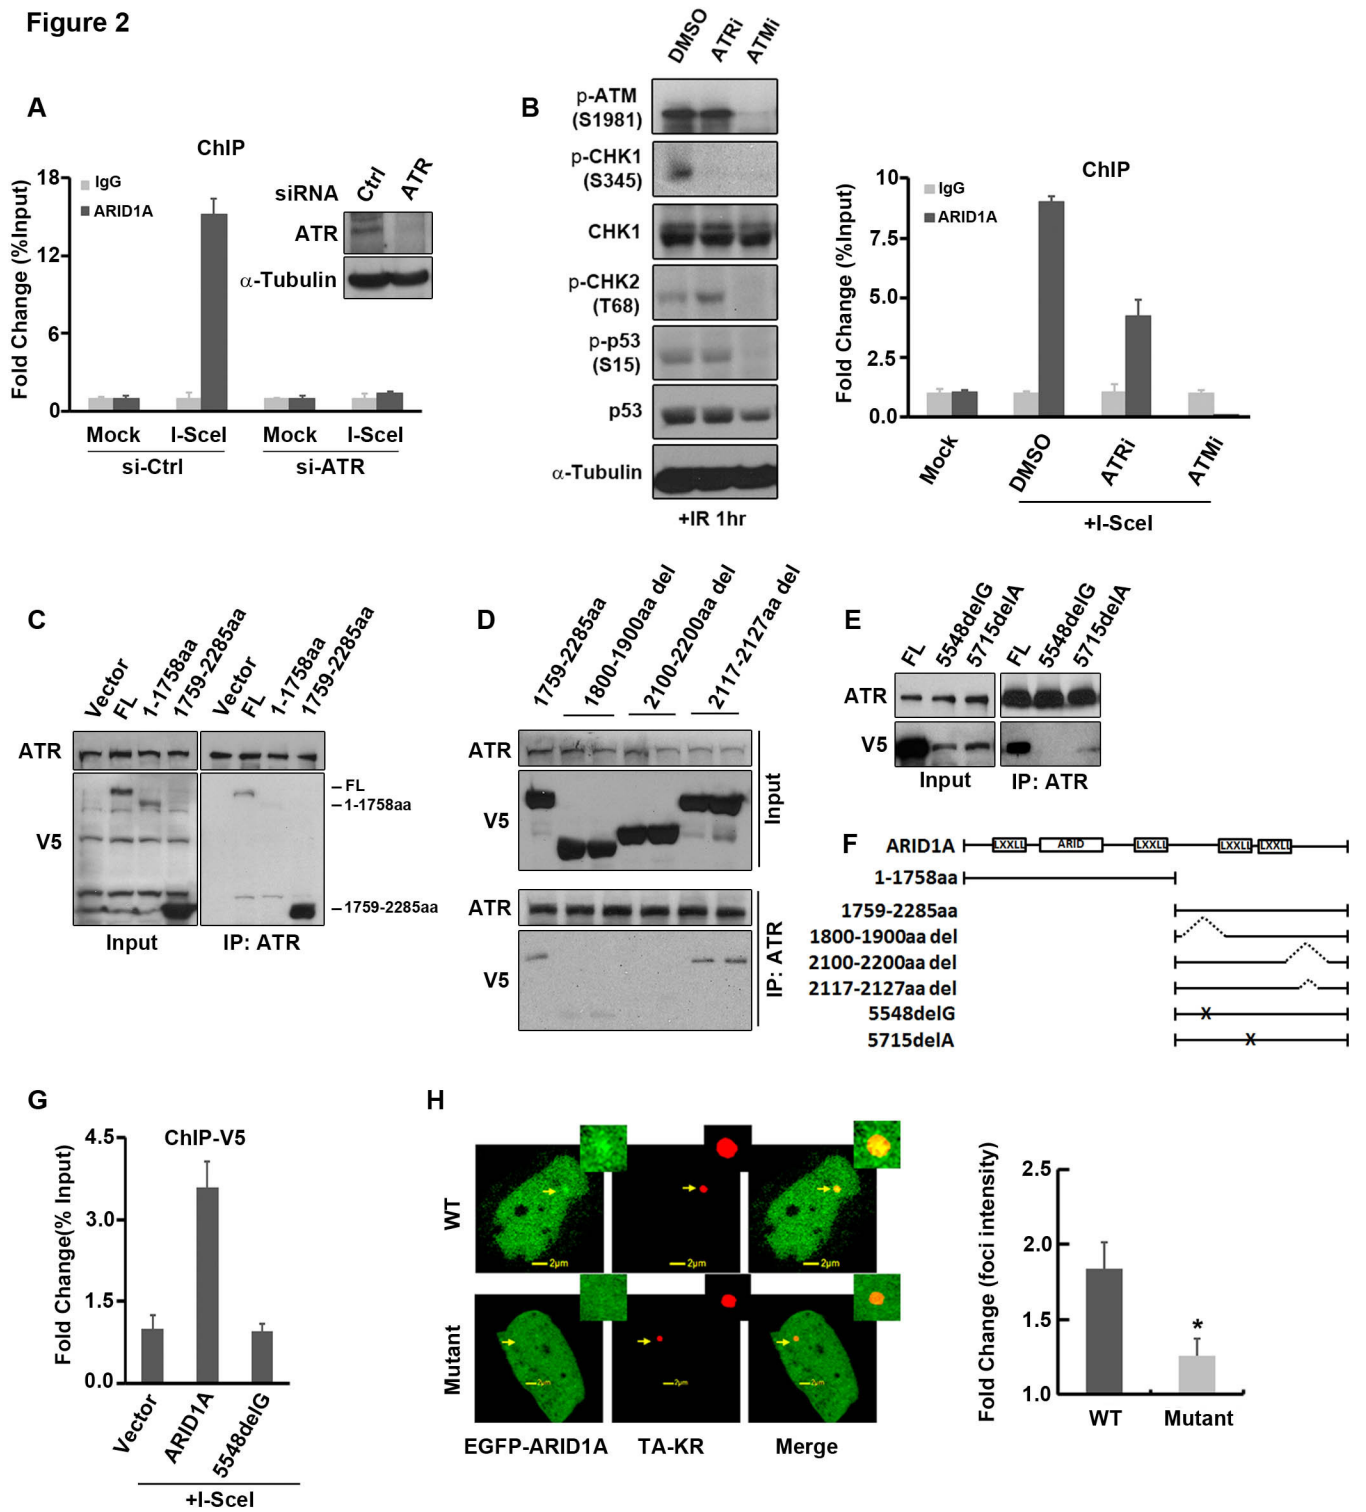 Figure 2
A
ChIP
IgG
ARID1A
Fold Change (%Input)
18
12
6
0
siRNA
Ctrl
ATR
ATR
α-Tubulin
Mock
I-SceI
Mock
I-SceI
si-Ctrl
si-ATR
B
DMSO
ATRi
ATMi
p-ATM
(S1981)
p-CHK1
(S345)
CHK1
p-CHK2
(T68)
p-p53
(S15)
p53
α-Tubulin
+IR 1hr
ChIP
IgG
ARID1A
Fold Change (%Input)
10
7.5
5.0
2.5
0.0
Mock
DMSO
ATRi
ATMi
+I-SceI
C
Vector
FL
1-1758aa
1759-2285aa
Vector
FL
1-1758aa
1759-2285aa
ATR
V5
FL
1-1758aa
1759-2285aa
Input
IP: ATR
D
1759-2285aa
1800-1900aa del
2100-2200aa del
2117-2127aa del
ATR
V5
Input
ATR
V5
IP: ATR
E
FL
5548delG
5715delA
FL
5548delG
5715delA
ATR
V5
Input
IP: ATR
F
ARID1A
LXXLL
ARID
LXXLL
LXXLL
LXXLL
1-1758aa
1759-2285aa
1800-1900aa del
2100-2200aa del
2117-2127aa del
5548delG
X
5715delA
X
G
ChIP-V5
Fold Change(% Input)
4.5
3.0
1.5
0.0
Vector
ARID1A
5548delG
+I-SceI
H
WT
2μm
2μm
2μm
Mutant
2μm
2μm
2μm
EGFP-ARID1A
TA-KR
Merge
Fold Change (foci intensity)
2.5
2.0
1.5
1.0
*
WT
Mutant